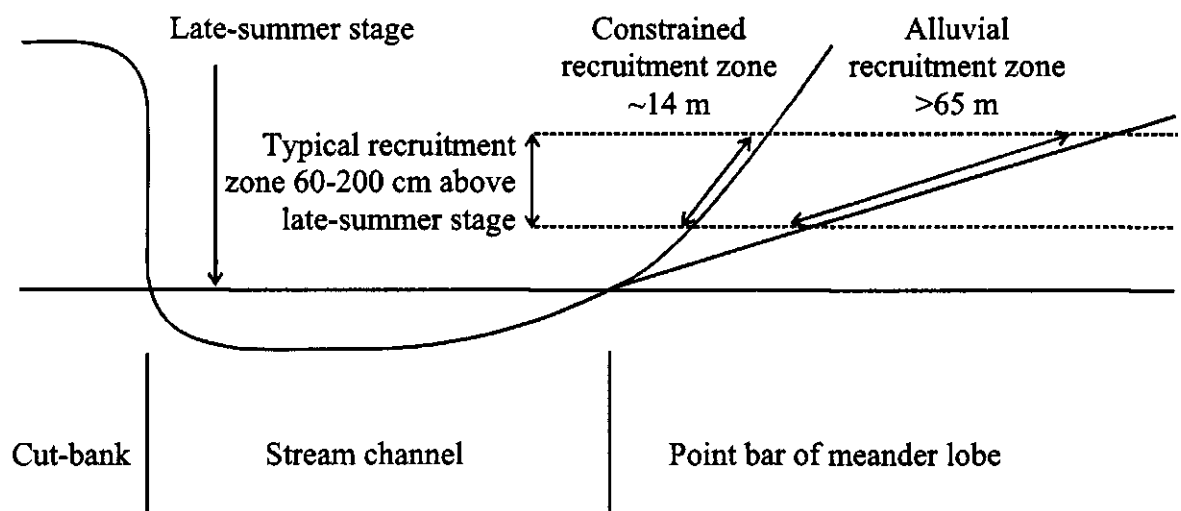 Late-summer stage
Constrained
recruitment zone
~14 m
Alluvial
recruitment zone
>65 m
Typical recruitment
zone 60-200 cm above
late-summer stage
Cut-bank
Stream channel
Point bar of meander lobe